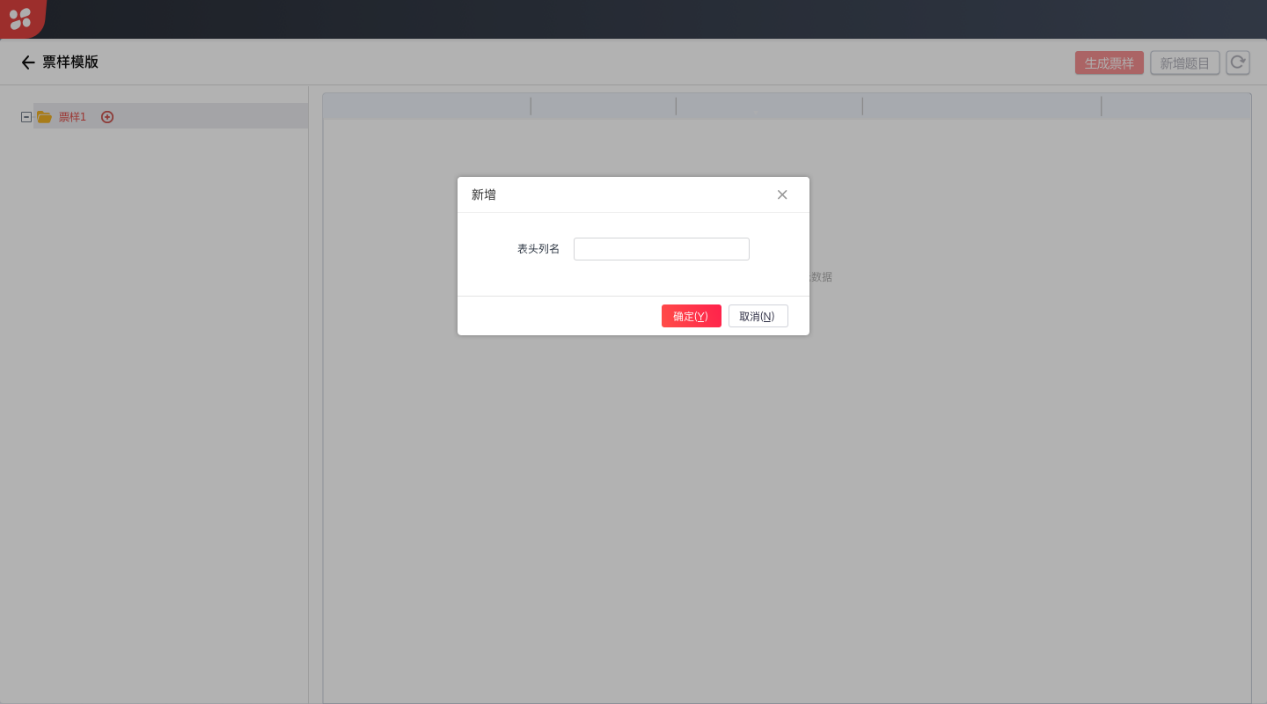 票样模版
生成票样
新增题目
票样1
新增
表头列名
数据
确定(Y)
取消(N)